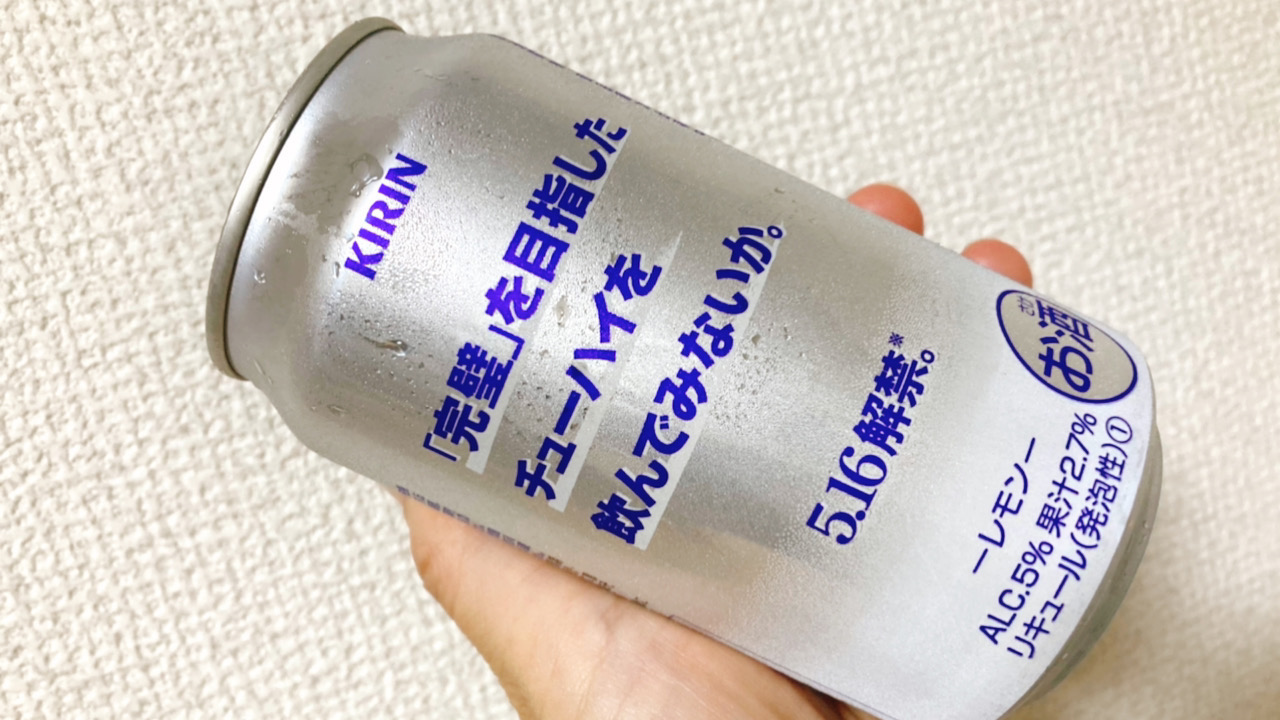 KIRIN
「完璧」を目指した
チューハイを
飲んでみないか。
5.16解禁。※
お酒
さけ
ーレモンー
ALC.5% 果汁2.7%
リキュール(発泡性)①